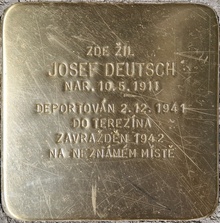 ZDE ŽIL
JOSEF DEUTSCH
NAR. 10.5.1911
DEPORTOVÁN 2.12.1941
DO TEREZÍNA
ZAVRAŽDĚN 1942
NA NEZNÁMÉM MÍSTĚ